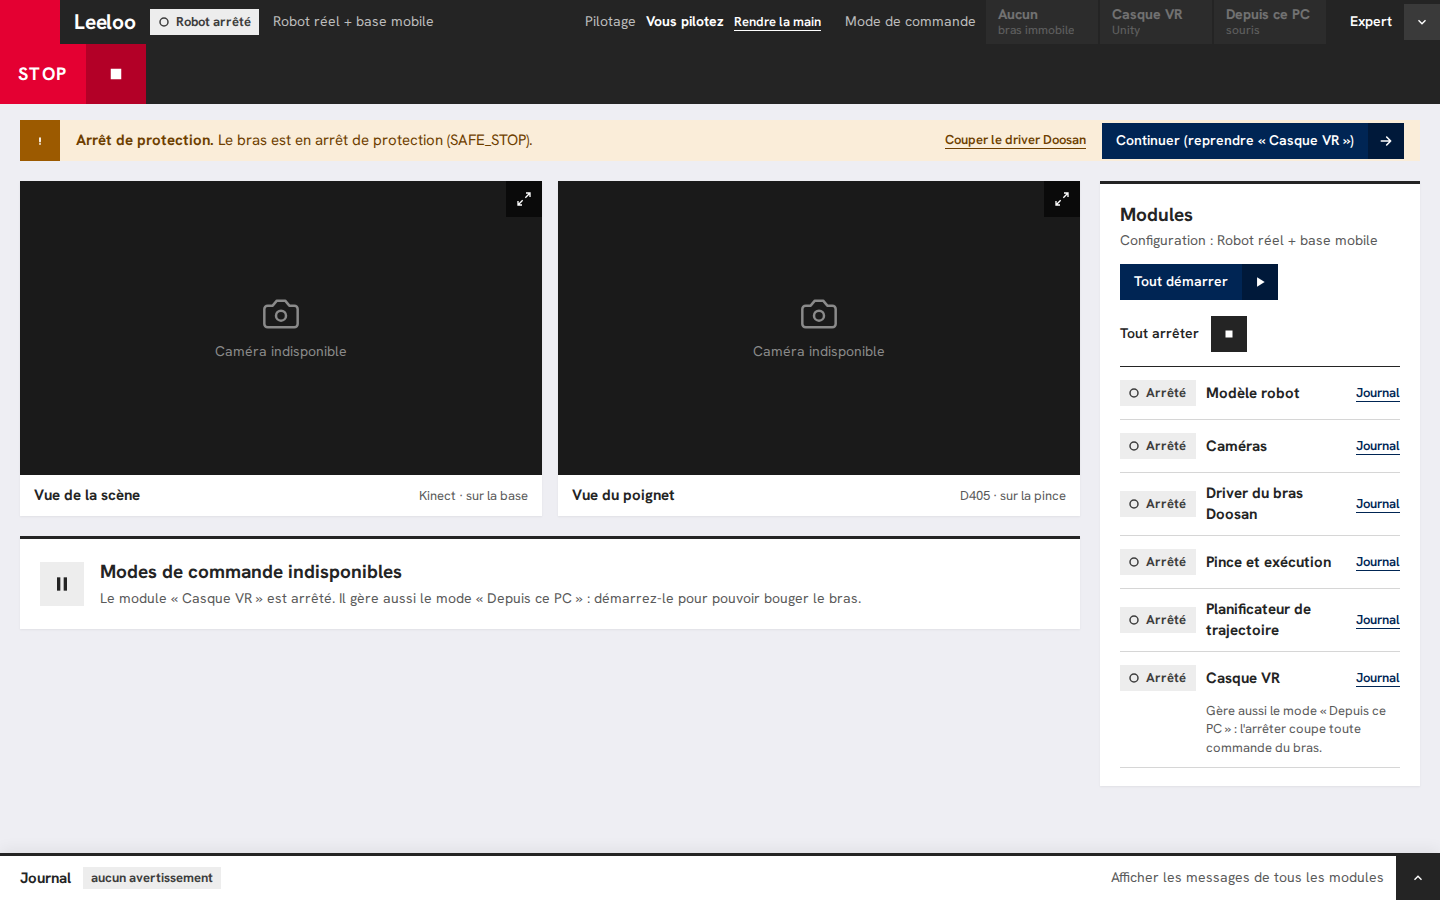 Leeloo
Robot arrêté
Robot réel + base mobile
Pilotage Vous pilotez Rendre la main
Mode de commande
Aucun
bras immobile
Casque VR
Unity
Depuis ce PC
souris
Expert
STOP
Arrêt de protection. Le bras est en arrêt de protection (SAFE_STOP).
Couper le driver Doosan
Continuer (reprendre « Casque VR »)
Caméra indisponible
Vue de la scène
Kinect · sur la base
Caméra indisponible
Vue du poignet
D405 · sur la pince
Modes de commande indisponibles
Le module « Casque VR » est arrêté. Il gère aussi le mode « Depuis ce PC » : démarrez-le pour pouvoir bouger le bras.
Modules
Configuration : Robot réel + base mobile
Tout démarrer
Tout arrêter
Arrêté Modèle robot Journal
Arrêté Caméras Journal
Arrêté Driver du bras Doosan Journal
Arrêté Pince et exécution Journal
Arrêté Planificateur de trajectoire Journal
Arrêté Casque VR Journal
Gère aussi le mode « Depuis ce
PC » : l'arrêter coupe toute
commande du bras.
Journal
aucun avertissement
Afficher les messages de tous les modules